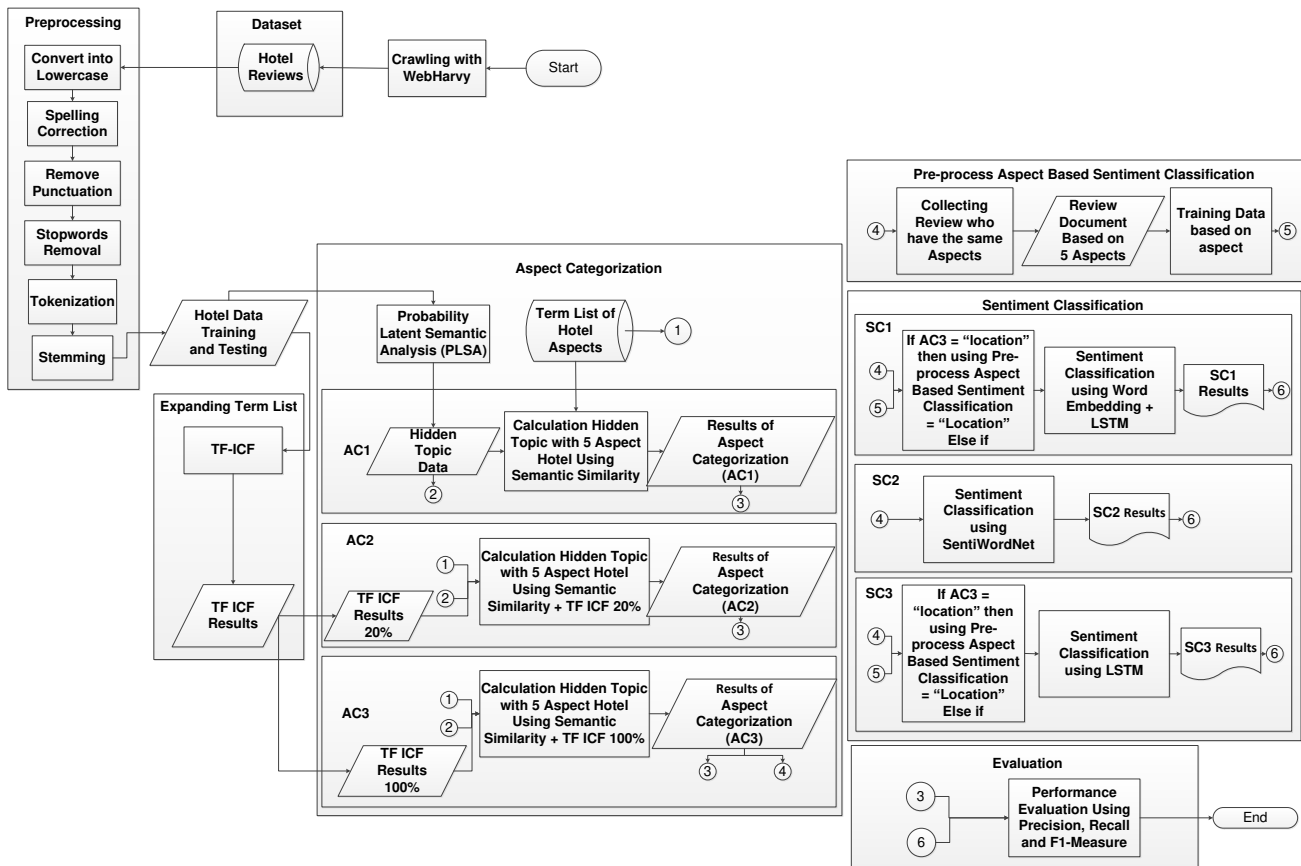 Preprocessing
Convert into
Lowercase
Spelling
Correction
Remove
Punctuation
Stopwords
Removal
Tokenization
Stemming
Dataset
Hotel
Reviews
Crawling with
WebHarvy
Start
Hotel Data
Training
and Testing
Expanding Term List
TF-ICF
TF ICF
Results
Aspect Categorization
Probability
Latent Semantic
Analysis (PLSA)
Term List of
Hotel
Aspects
1
AC1
Hidden
Topic
Data
2
Calculation Hidden
Topic with 5 Aspect
Hotel Using
Semantic Similarity
Results of
Aspect
Categorization
(AC1)
3
AC2
1
2
TF ICF
Results
20%
Calculation Hidden Topic
with 5 Aspect Hotel
Using Semantic
Similarity + TF ICF 20%
Results of
Aspect
Categorization
(AC2)
3
AC3
1
2
TF ICF
Results
100%
Calculation Hidden Topic
with 5 Aspect Hotel
Using Semantic
Similarity + TF ICF 100%
Results of
Aspect
Categorization
(AC3)
3
4
Pre-process Aspect Based Sentiment Classification
4
Collecting
Review who
have the same
Aspects
Review
Document
Based on
5 Aspects
Training Data
based on
aspect
5
Sentiment Classification
SC1
4
5
If AC3 = “location”
then using Pre-
process Aspect
Based Sentiment
Classification
= “Location”
Else if
Sentiment
Classification
using Word
Embedding +
LSTM
SC1
Results
6
SC2
4
Sentiment
Classification
using
SentiWordNet
SC2 Results
6
SC3
4
5
If AC3 =
“location” then
using Pre-
process Aspect
Based Sentiment
Classification
= “Location”
Else if
Sentiment
Classification
using LSTM
SC3 Results
6
Evaluation
3
6
Performance
Evaluation Using
Precision, Recall
and F1-Measure
End